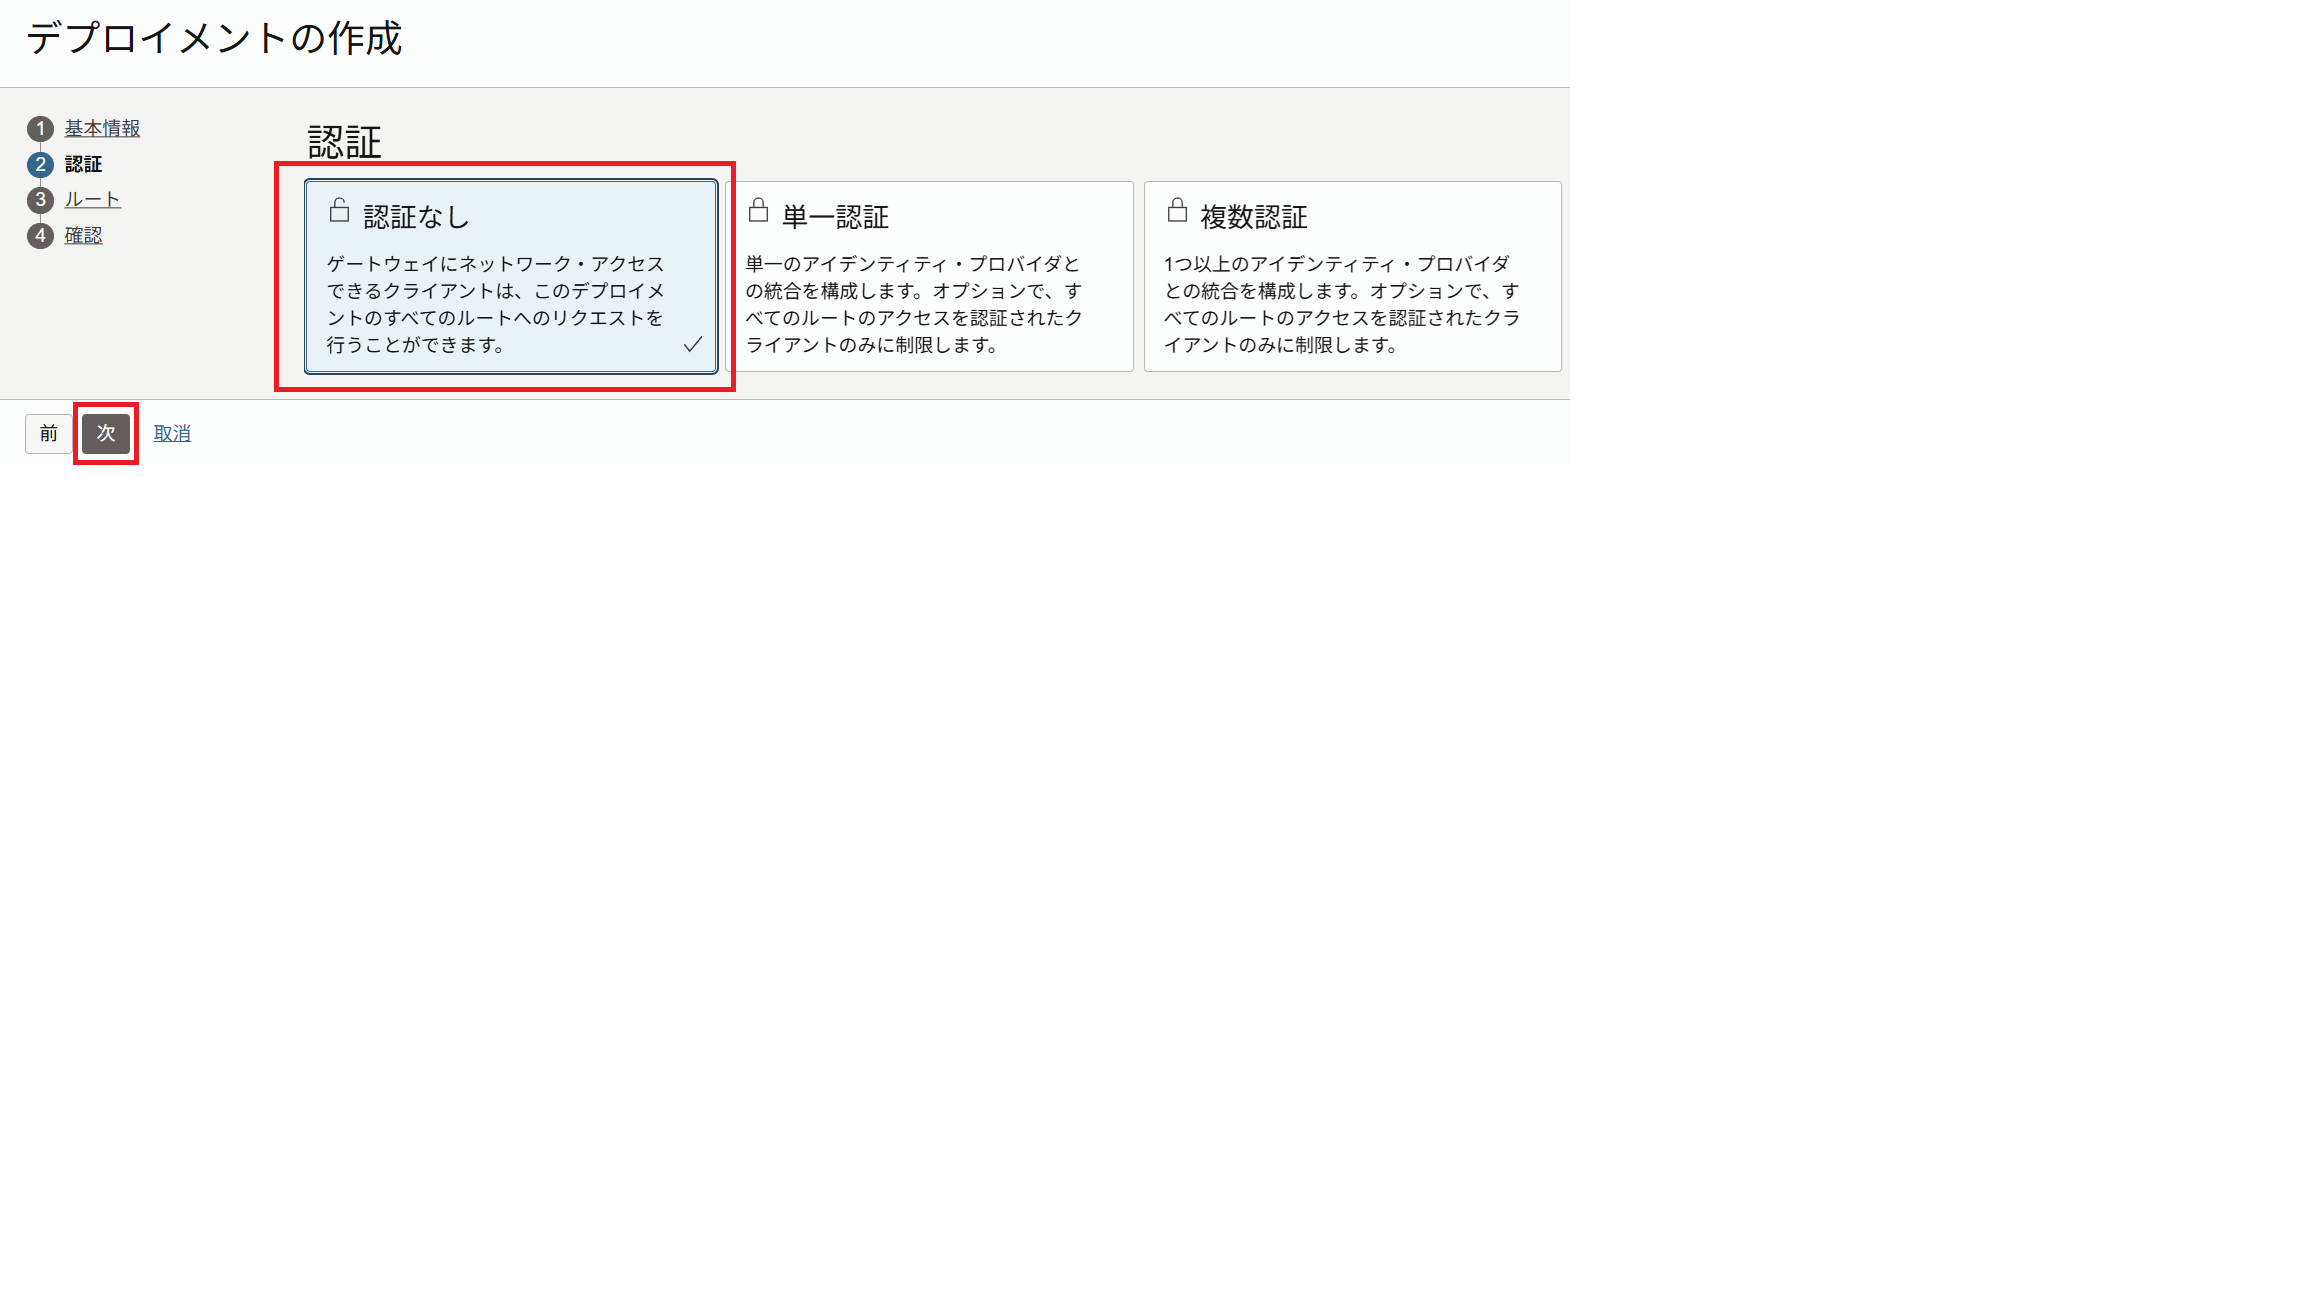 デプロイメントの作成
1 基本情報
2 認証
3 ルート
4 確認
認証
認証なし
ゲートウェイにネットワーク・アクセス
できるクライアントは、このデプロイメ
ントのすべてのルートへのリクエストを
行うことができます。
単一認証
単一のアイデンティティ・プロバイダと
の統合を構成します。オプションで、す
べてのルートのアクセスを認証されたク
ライアントのみに制限します。
複数認証
1つ以上のアイデンティティ・プロバイダ
との統合を構成します。オプションで、す
べてのルートのアクセスを認証されたクラ
イアントのみに制限します。
前 次 取消